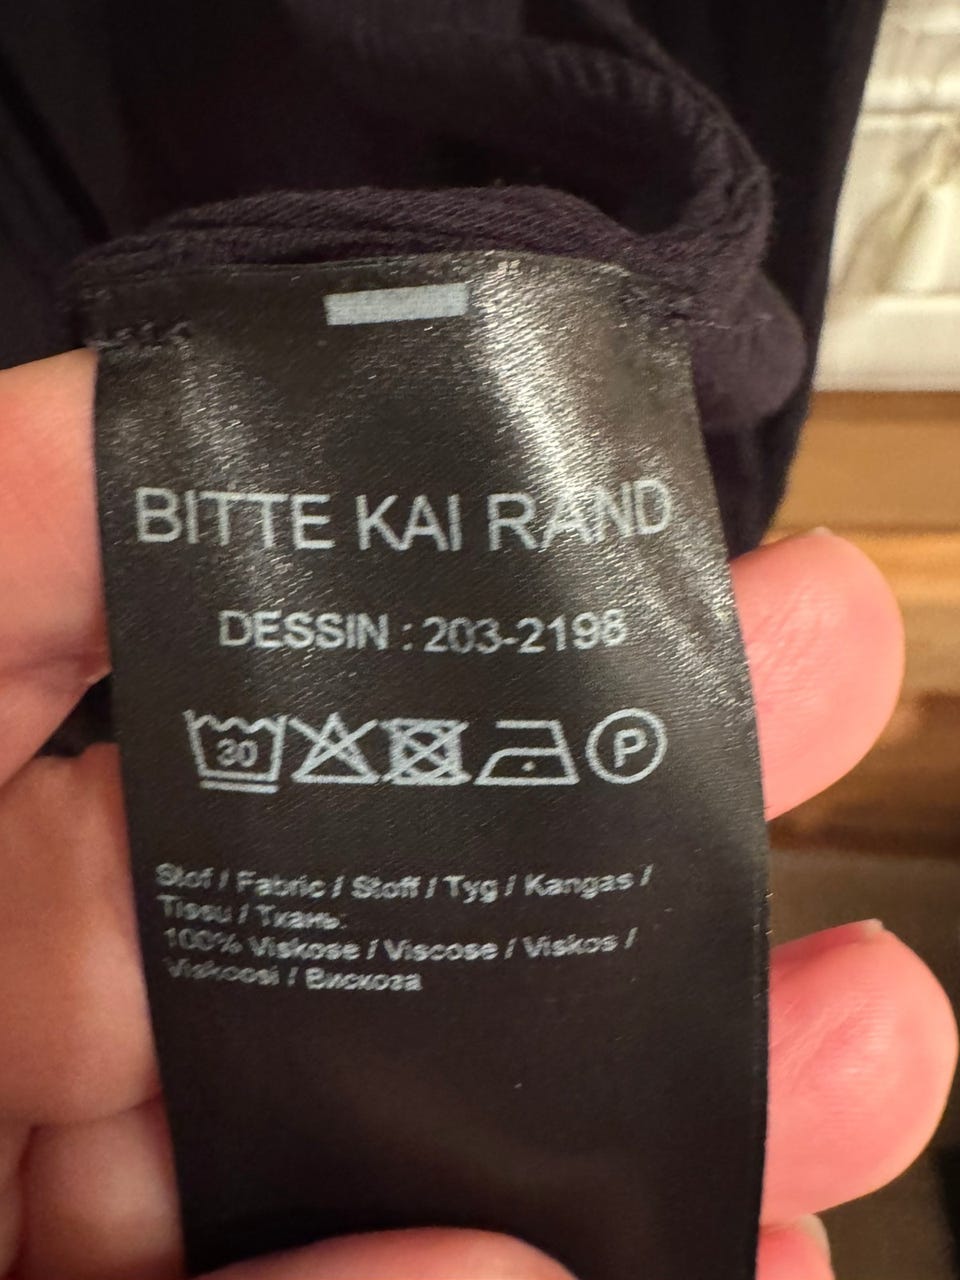 BITTE KAI RAND
DESSIN : 203-2198
30
P
Stof / Fabric / Stoff / Tyg / Kangas /
Tissu / Ткань:
100% Viskose / Viscose / Viskos /
Viskoosi / Вискоза